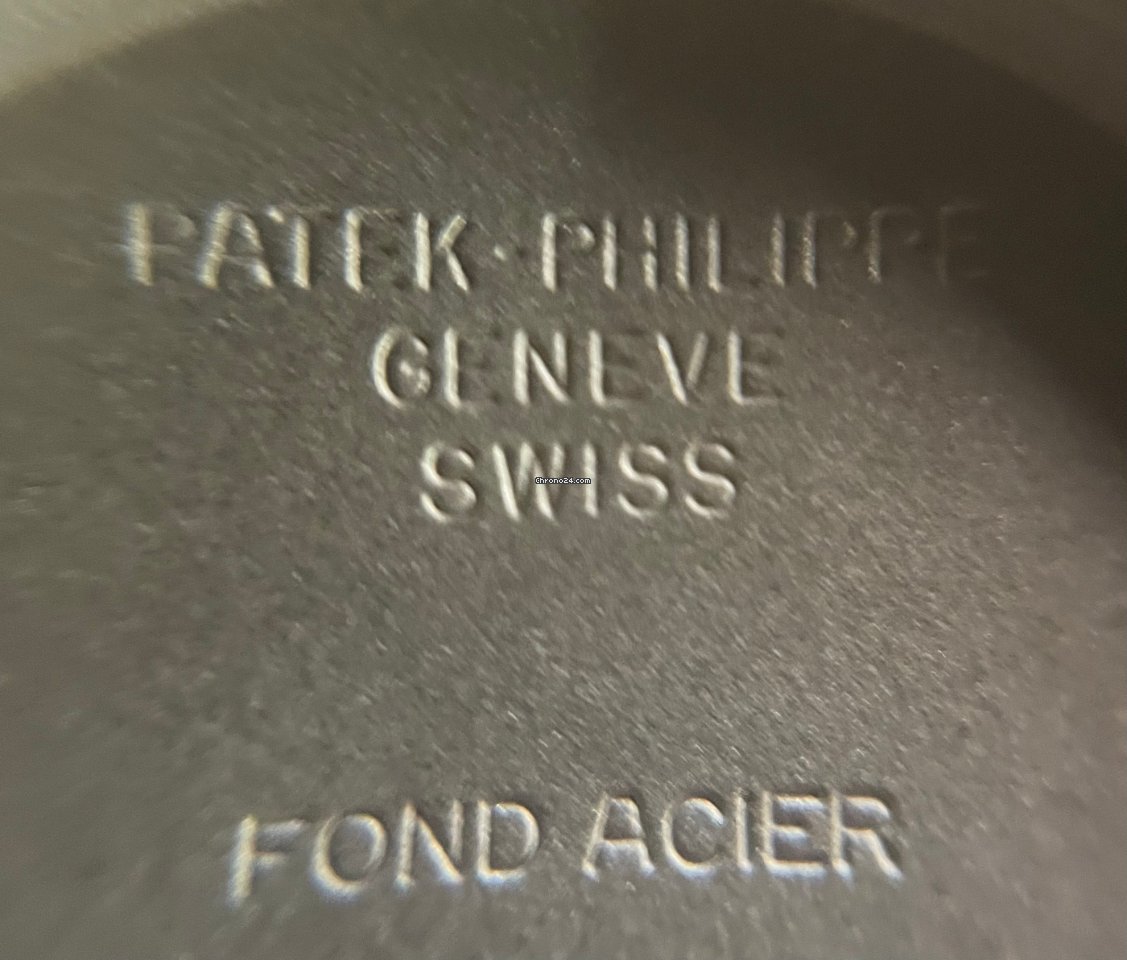 PATEK · PHILIPPE
GENEVE
SWISS
Chrono24.com
FOND ACIER